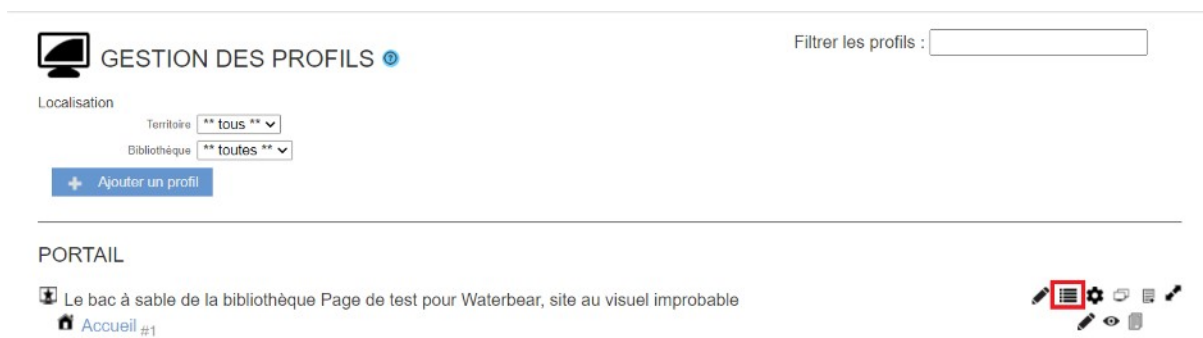 GESTION DES PROFILS
Filtrer les profils :
Localisation
Territoire ** tous **
Bibliothèque ** toutes **
+ Ajouter un profil
PORTAIL
Le bac à sable de la bibliothèque Page de test pour Waterbear, site au visuel improbable
Accueil #1